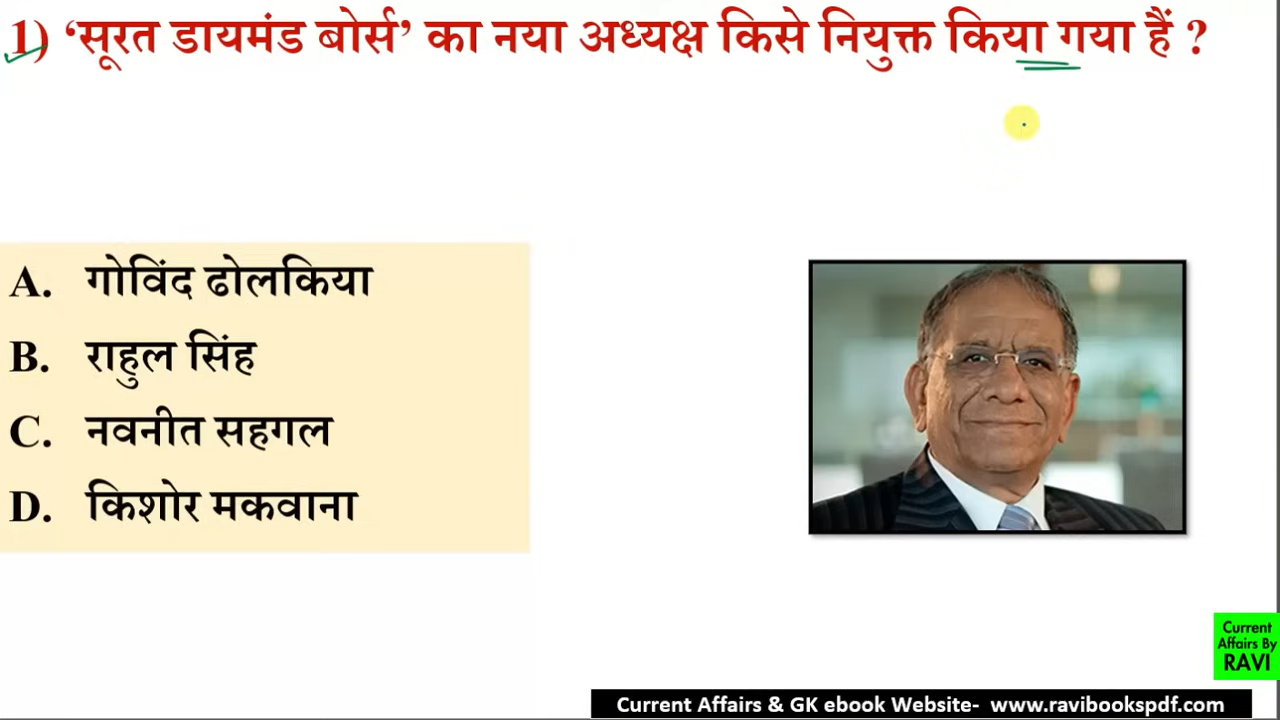 1) ‘सूरत डायमंड बोर्स’ का नया अध्यक्ष किसे नियुक्त किया गया हैं ?
A. गोविंद ढोलकिया
B. राहुल सिंह
C. नवनीत सहगल
D. किशोर मकवाना
Current
Affairs By
RAVI
Current Affairs & GK ebook Website- www.ravibookspdf.com